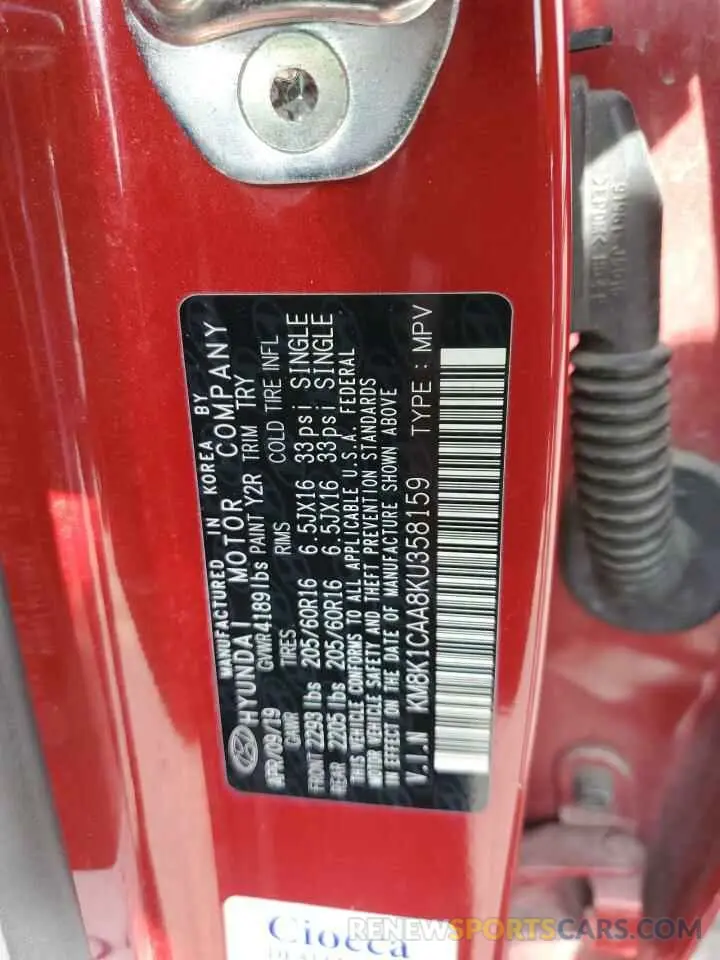 MANUFACTURED IN KOREA BY
HYUNDAI MOTOR COMPANY
APR/09/19 GVWR 4189 lbs PAINT Y2R TRIM TRY
GAWR TIRES RIMS COLD TIRE INFL
FRONT 2293 lbs 205/60R16 6.5JX16 33psi SINGLE
REAR 2205 lbs 205/60R16 6.5JX16 33psi SINGLE
THIS VEHICLE CONFORMS TO ALL APPLICABLE U.S.A. FEDERAL
MOTOR VEHICLE SAFETY AND THEFT PREVENTION STANDARDS
IN EFFECT ON THE DATE OF MANUFACTURE SHOWN ABOVE
V.I.N KM8K1CAA8KU358159 TYPE : MPV
Ciocca
REPAIREDCARSFORSALE.COM